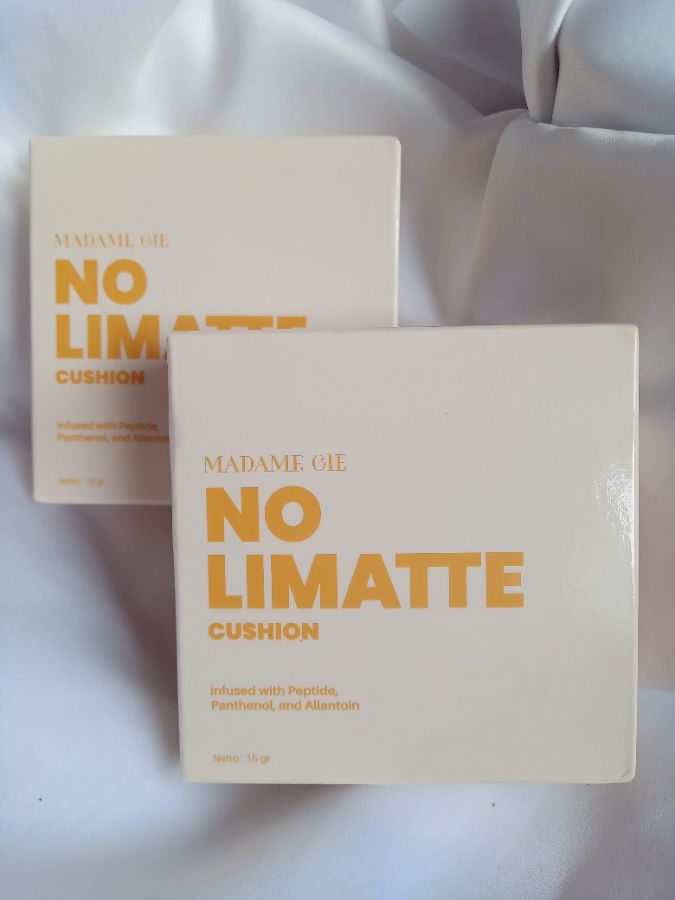 MADAME GIE
NO
LIMATTE
CUSHION
infused with Peptide,
Panthenol, and Allantoin
Netto : 15 gr
MADAME GIE
NO
LIMATTE
CUSHION
infused with Peptide,
Panthenol, and Allantoin
Netto : 15 gr